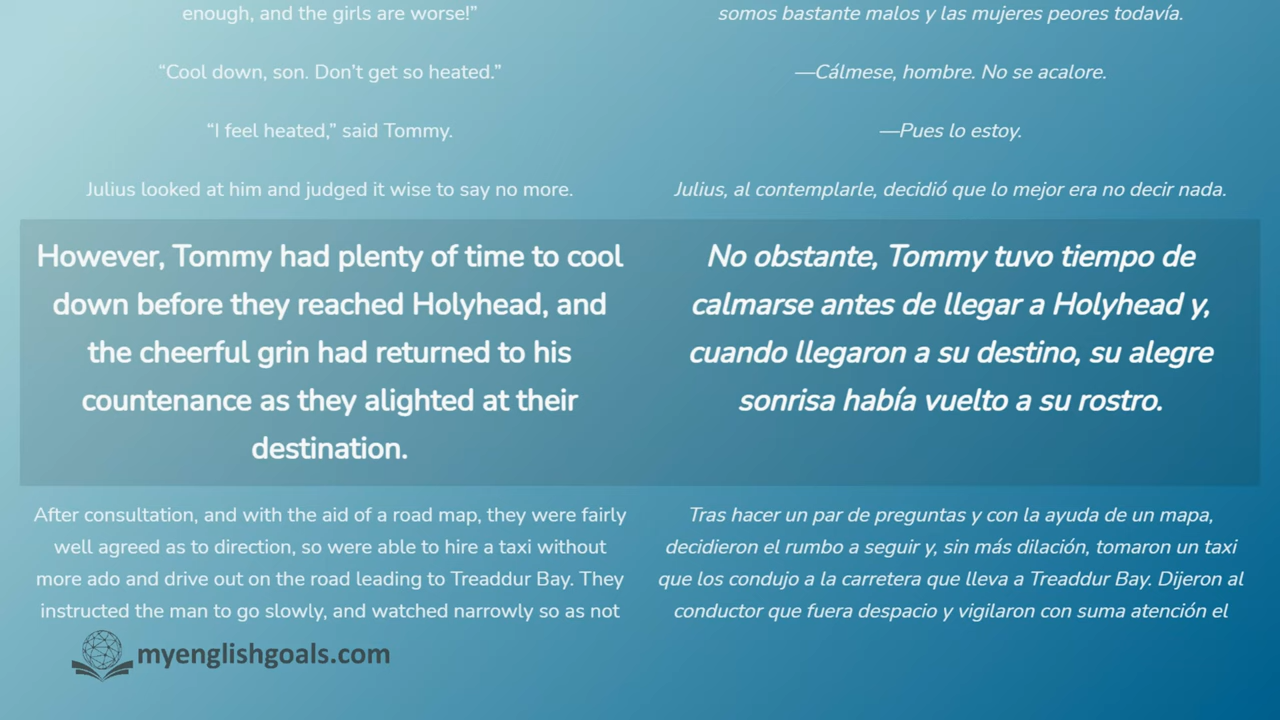 enough, and the girls are worse!”
“Cool down, son. Don’t get so heated.”
“I feel heated,” said Tommy.
Julius looked at him and judged it wise to say no more.
However, Tommy had plenty of time to cool
down before they reached Holyhead, and
the cheerful grin had returned to his
countenance as they alighted at their
destination.
After consultation, and with the aid of a road map, they were fairly
well agreed as to direction, so were able to hire a taxi without
more ado and drive out on the road leading to Treaddur Bay. They
instructed the man to go slowly, and watched narrowly so as not
somos bastante malos y las mujeres peores todavía.
—Cálmese, hombre. No se acalore.
—Pues lo estoy.
Julius, al contemplarle, decidió que lo mejor era no decir nada.
No obstante, Tommy tuvo tiempo de
calmarse antes de llegar a Holyhead y,
cuando llegaron a su destino, su alegre
sonrisa había vuelto a su rostro.
Tras hacer un par de preguntas y con la ayuda de un mapa,
decidieron el rumbo a seguir y, sin más dilación, tomaron un taxi
que los condujo a la carretera que lleva a Treaddur Bay. Dijeron al
conductor que fuera despacio y vigilaron con suma atención el
myenglishgoals.com